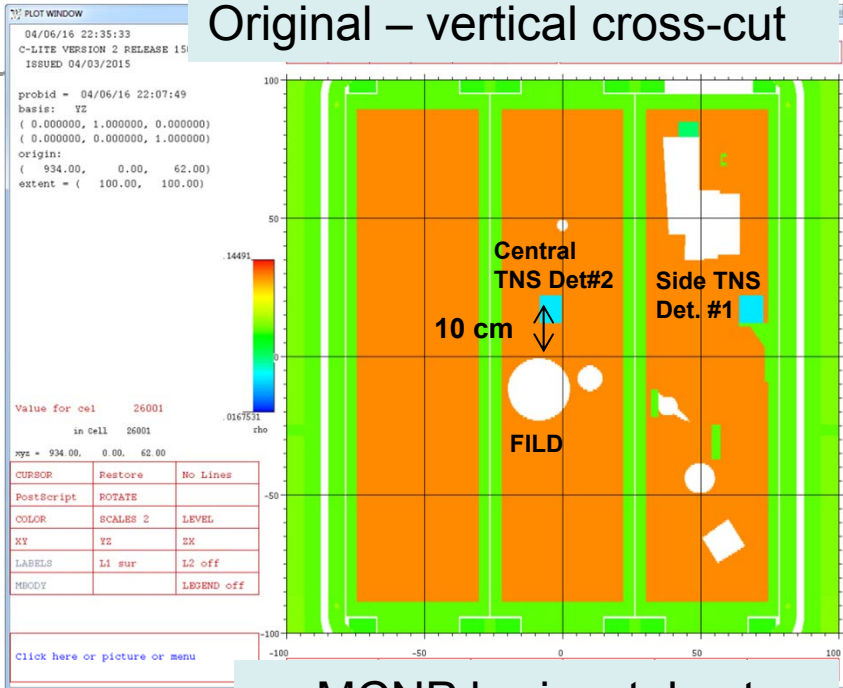 Original – vertical cross-cut
PLOT WINDOW
04/06/16 22:35:33
C-LITE VERSION 2 RELEASE
ISSUED 04/03/2015
probid = 04/06/16 22:07:49
basis: YZ
( 0.000000, 1.000000, 0.000000)
( 0.000000, 0.000000, 1.000000)
origin:
( 934.00, 0.00, 62.00)
extent = ( 100.00, 100.00)
.14491
.0167531
rho
Value for cel 26001
in Cell 26001
xyz = 934.00, 0.00, 62.00
CURSOR Restore No Lines
PostScript ROTATE
COLOR SCALES 2 LEVEL
XY YZ ZX
LABELS L1 sur L2 off
MBODY LEGEND off
Click here or picture or menu
100
50
0
-50
-100
Central
TNS Det#2
Side TNS
Det. #1
10 cm
FILD
-100 -50 0 50 100